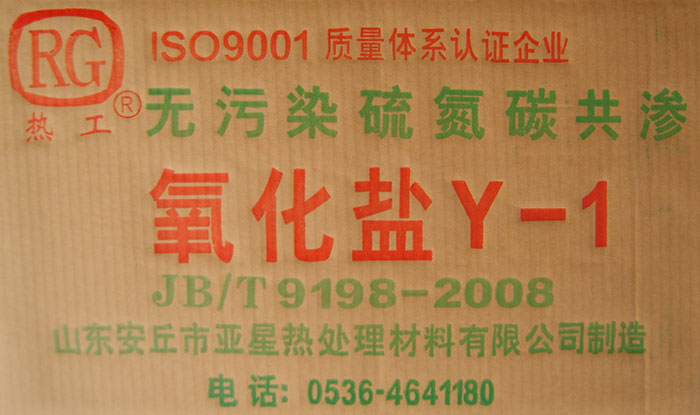 RG
ISO9001 质量体系认证企业
热工®
无污染硫氮碳共渗
氧化盐Y-1
JB/T 9198-2008
山东安丘市亚星热处理材料有限公司制造
电话: 0536-4641180